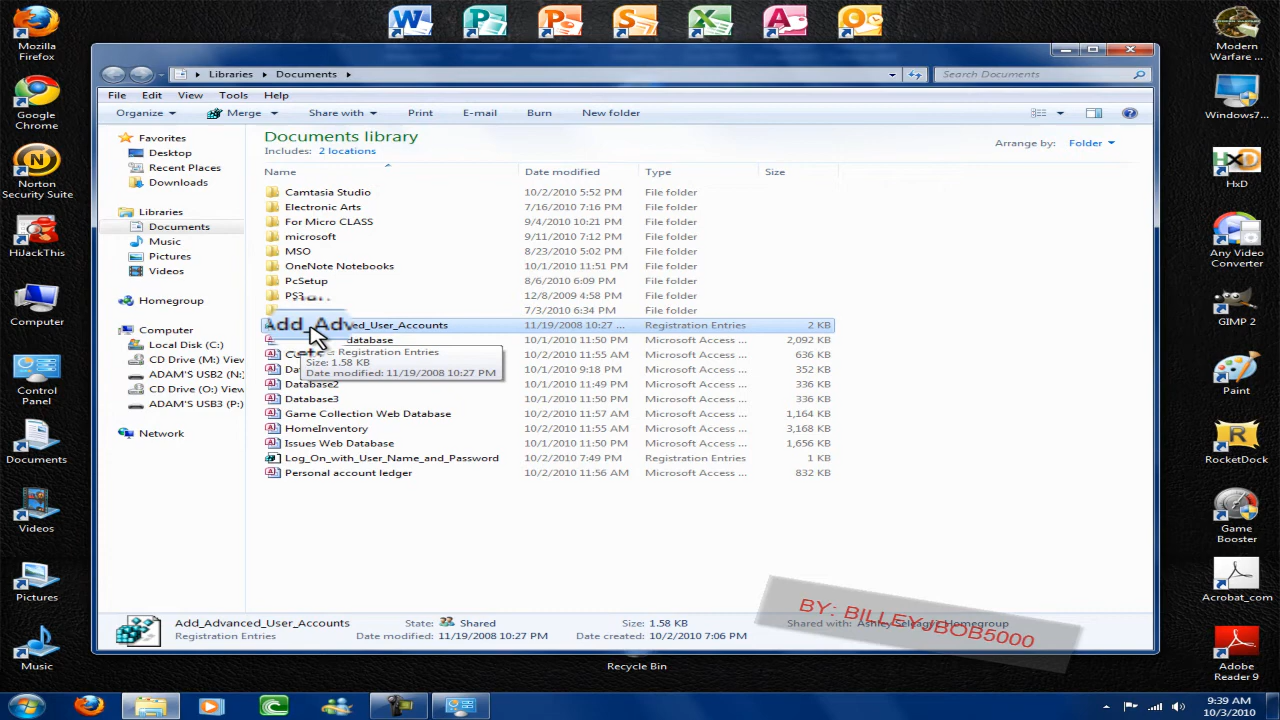 Mozilla
Firefox
Google
Chrome
Norton
Security Suite
HiJackThis
Computer
Control
Panel
Documents
Videos
Pictures
Music
Modern
Warfare ...
Windows7...
HxD
Any Video
Converter
GIMP 2
Paint
RocketDock
Game
Booster
Acrobat_com
Adobe
Reader 9
Libraries Documents
Search Documents
File Edit View Tools Help
Organize Merge Share with Print E-mail Burn New folder
Favorites
Desktop
Recent Places
Downloads
Libraries
Documents
Music
Pictures
Videos
Homegroup
Computer
Local Disk (C:)
CD Drive (M:) View
ADAM'S USB2 (N:)
CD Drive (O:) View
ADAM'S USB3 (P:)
Network
Documents library
Includes: 2 locations
Arrange by: Folder
Name Date modified Type Size
Camtasia Studio 10/2/2010 5:52 PM File folder
Electronic Arts 7/16/2010 7:16 PM File folder
For Micro CLASS 9/4/2010 10:21 PM File folder
microsoft 9/11/2010 7:12 PM File folder
MSO 8/23/2010 5:02 PM File folder
OneNote Notebooks 10/1/2010 11:51 PM File folder
PcSetup 8/6/2010 6:09 PM File folder
PS3 12/8/2009 4:58 PM File folder
7/3/2010 6:34 PM File folder
Add_Advanced_User_Accounts 11/19/2008 10:27 ... Registration Entries 2 KB
database 10/1/2010 11:50 PM Microsoft Access ... 2,092 KB
10/2/2010 11:55 AM Microsoft Access ... 636 KB
10/1/2010 9:18 PM Microsoft Access ... 352 KB
Database2 10/1/2010 11:49 PM Microsoft Access ... 336 KB
Database3 10/1/2010 11:50 PM Microsoft Access ... 336 KB
Game Collection Web Database 10/2/2010 11:57 AM Microsoft Access ... 1,164 KB
HomeInventory 10/2/2010 11:55 AM Microsoft Access ... 3,168 KB
Issues Web Database 10/1/2010 11:50 PM Microsoft Access ... 1,656 KB
Log_On_with_User_Name_and_Password 10/2/2010 7:49 PM Registration Entries 1 KB
Personal account ledger 10/2/2010 11:56 AM Microsoft Access ... 832 KB
Registration Entries
Size: 1.58 KB
Date modified: 11/19/2008 10:27 PM
Add_Advanced_User_Accounts State: Shared Size: 1.58 KB Shared with:
Registration Entries Date modified: 11/19/2008 10:27 PM Date created: 10/2/2010 7:06 PM
BY: BILLEYJBOB5000
Recycle Bin
9:39 AM
10/3/2010